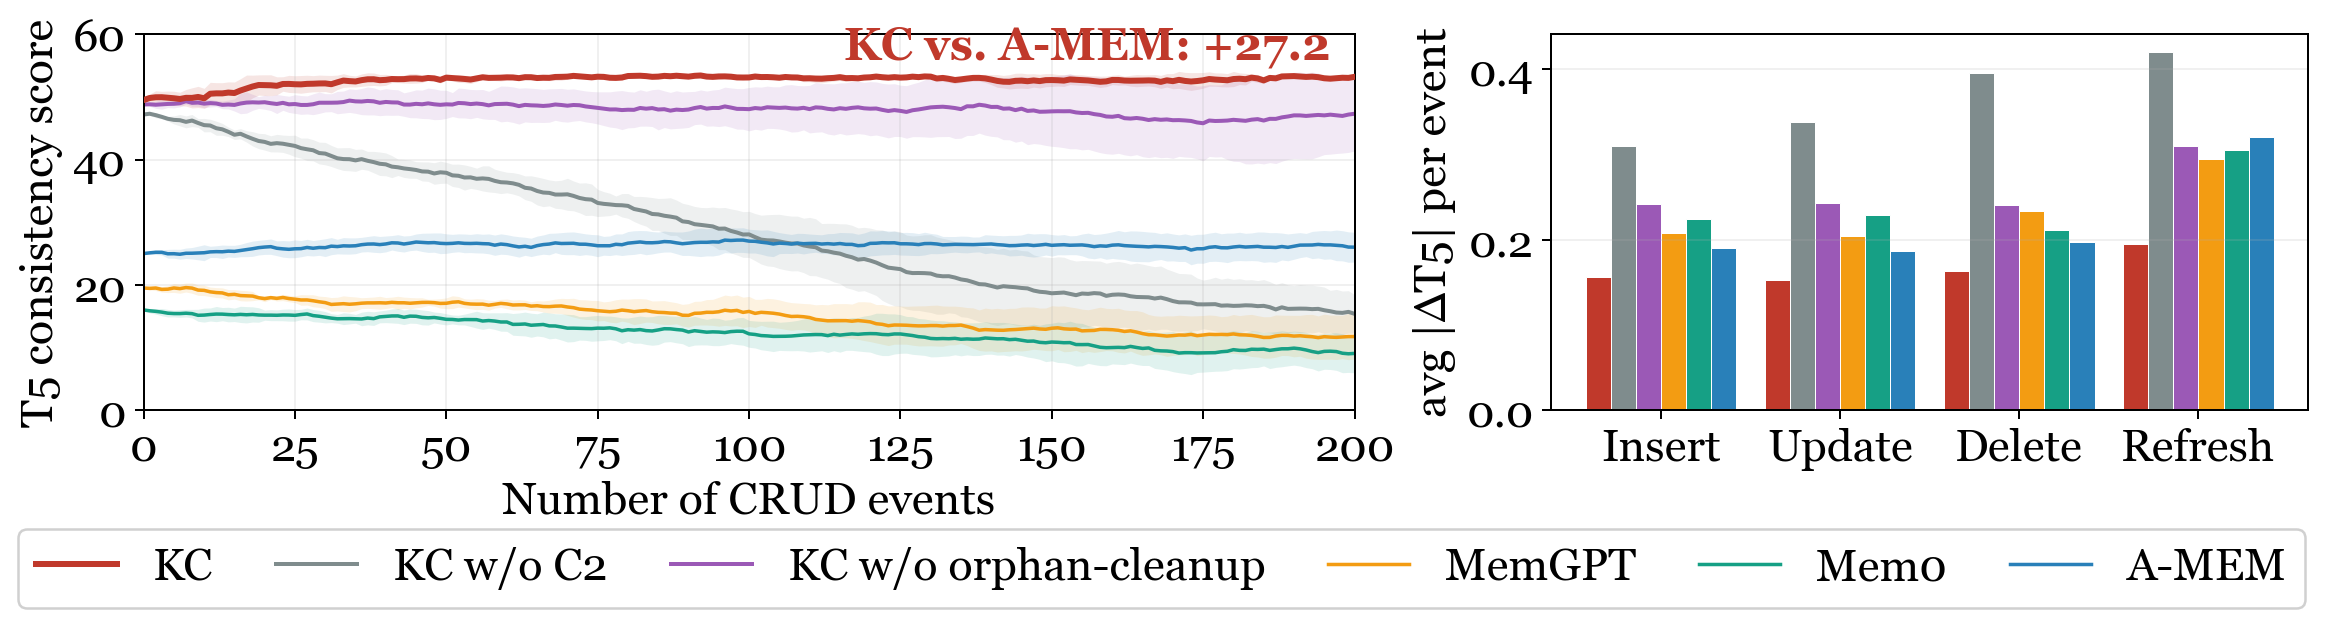 KC vs. A-MEM: +27.2
T5 consistency score
60
40
20
0
0 25 50 75 100 125 150 175 200
Number of CRUD events
avg |ΔT5| per event
0.4
0.2
0.0
Insert Update Delete Refresh
KC KC w/o C2 KC w/o orphan-cleanup MemGPT Mem0 A-MEM